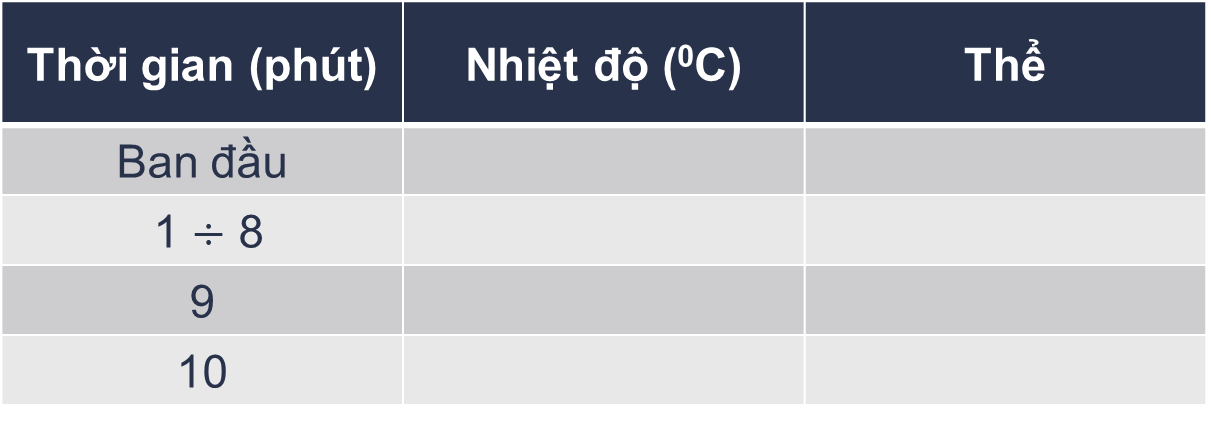 Thời gian (phút) Nhiệt độ (⁰C) Thể
Ban đầu
1 ÷ 8
9
10